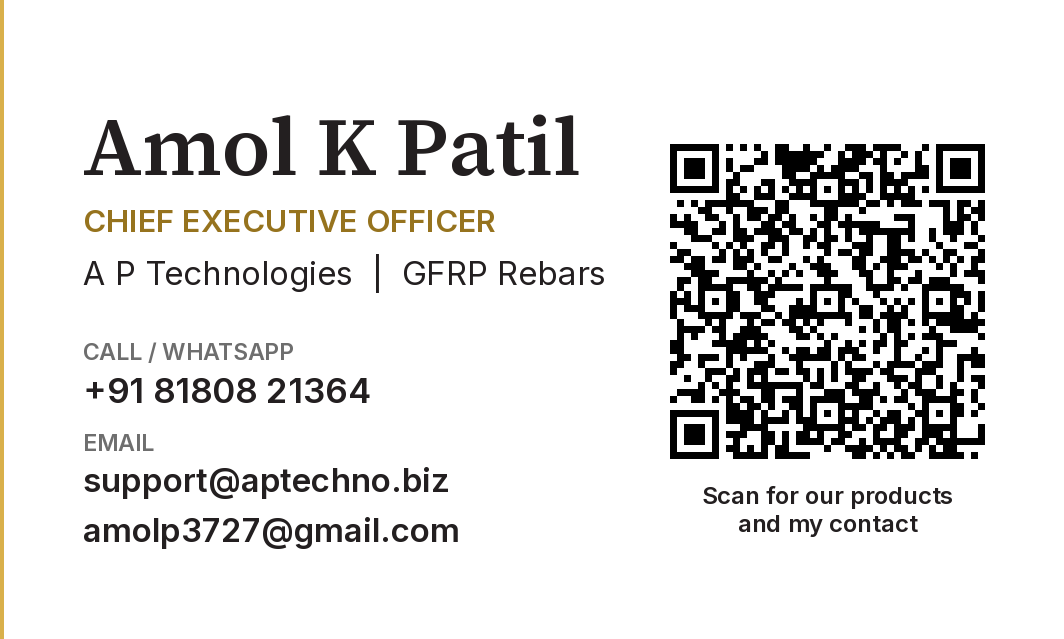 Amol K Patil
CHIEF EXECUTIVE OFFICER
A P Technologies | GFRP Rebars
CALL / WHATSAPP
+91 81808 21364
EMAIL
support@aptechno.biz
amolp3727@gmail.com
Scan for our products
and my contact